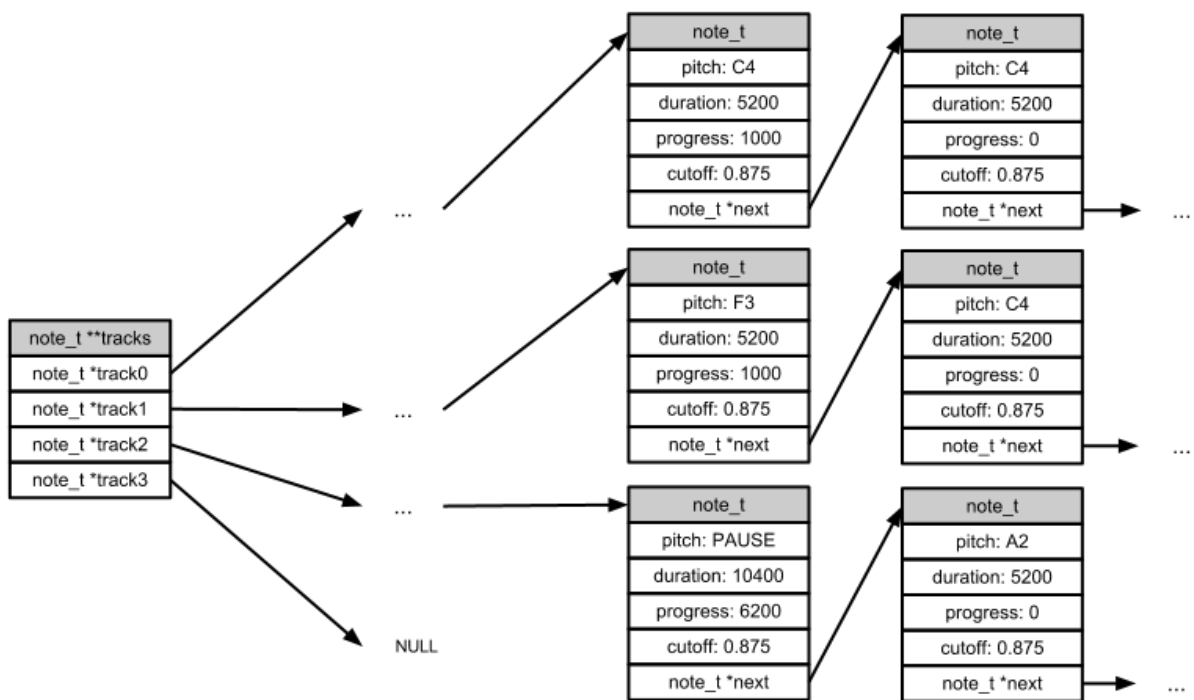 note_t **tracks
note_t *track0
note_t *track1
note_t *track2
note_t *track3
...
...
...
NULL
note_t
pitch: C4
duration: 5200
progress: 1000
cutoff: 0.875
note_t *next
note_t
pitch: C4
duration: 5200
progress: 0
cutoff: 0.875
note_t *next
...
note_t
pitch: F3
duration: 5200
progress: 1000
cutoff: 0.875
note_t *next
note_t
pitch: C4
duration: 5200
progress: 0
cutoff: 0.875
note_t *next
...
note_t
pitch: PAUSE
duration: 10400
progress: 6200
cutoff: 0.875
note_t *next
note_t
pitch: A2
duration: 5200
progress: 0
cutoff: 0.875
note_t *next
...